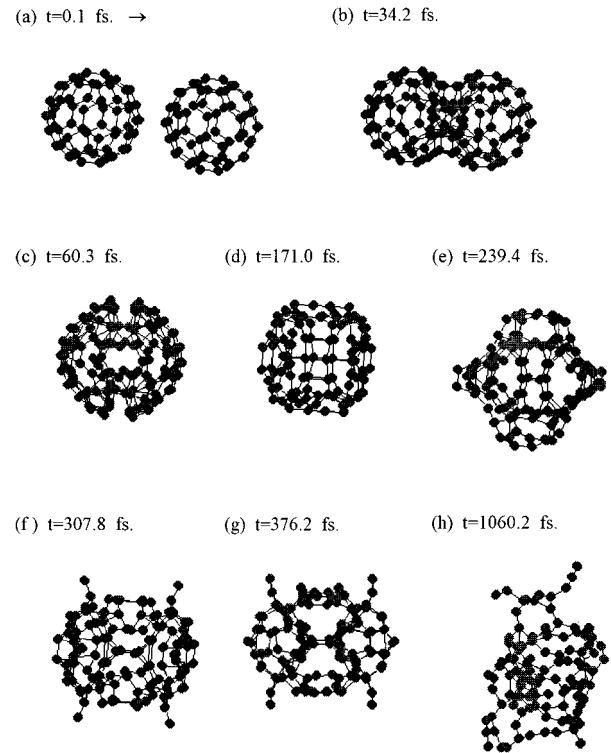 (a) t=0.1 fs. →
(b) t=34.2 fs.
(c) t=60.3 fs.
(d) t=171.0 fs.
(e) t=239.4 fs.
(f ) t=307.8 fs.
(g) t=376.2 fs.
(h) t=1060.2 fs.